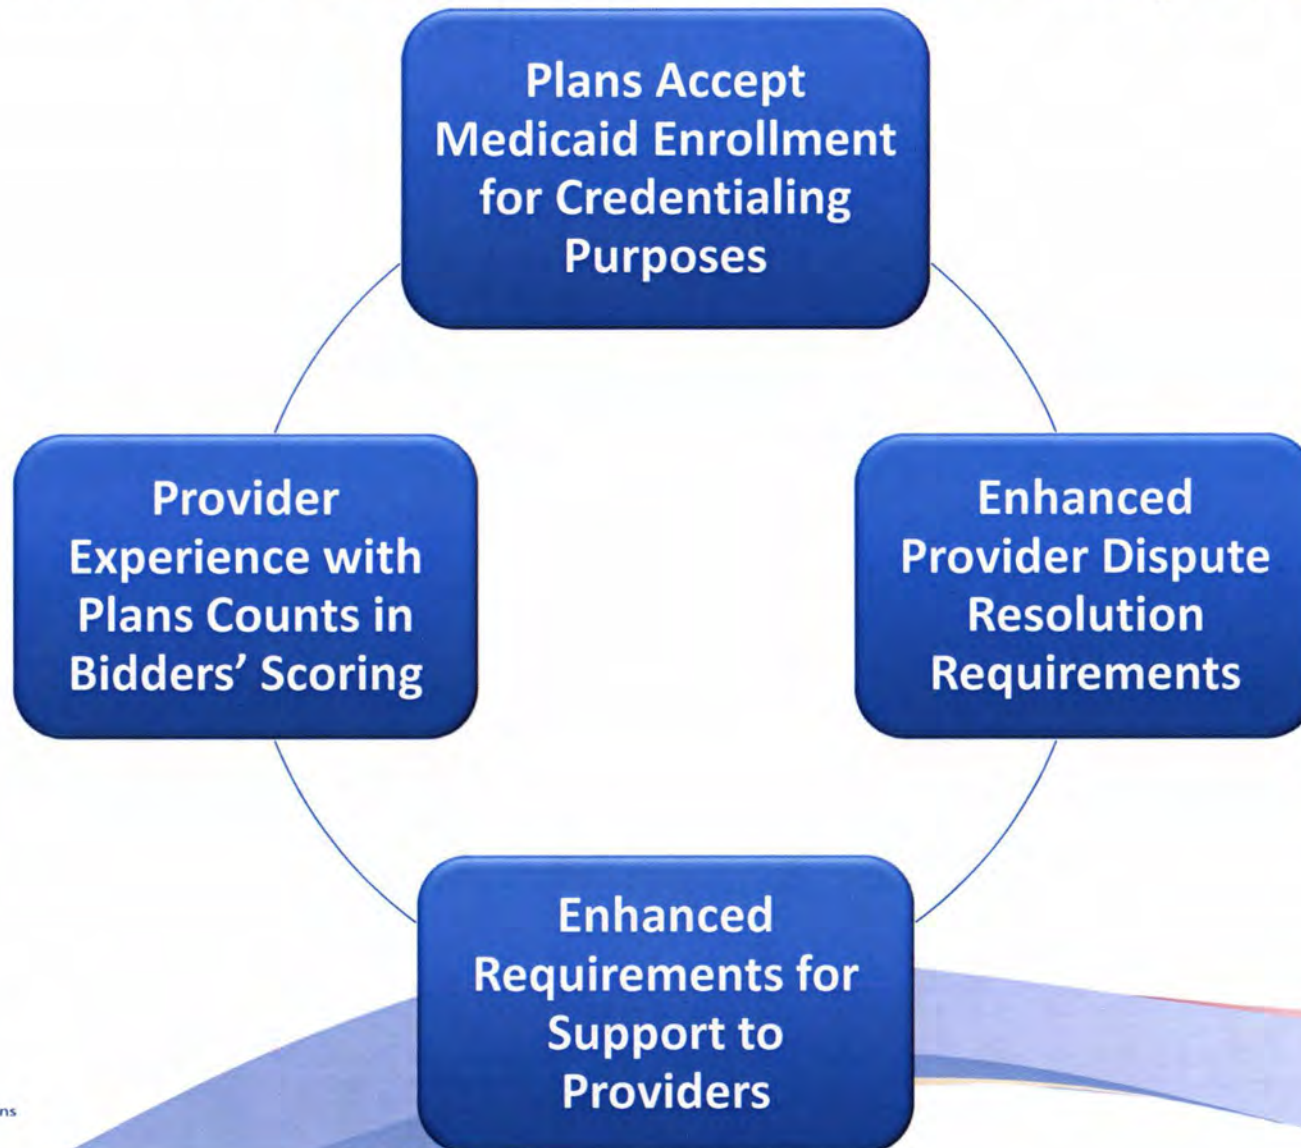 Plans Accept
Medicaid Enrollment
for Credentialing
Purposes
Provider
Experience with
Plans Counts in
Bidders' Scoring
Enhanced
Provider Dispute
Resolution
Requirements
Enhanced
Requirements for
Support to
Providers